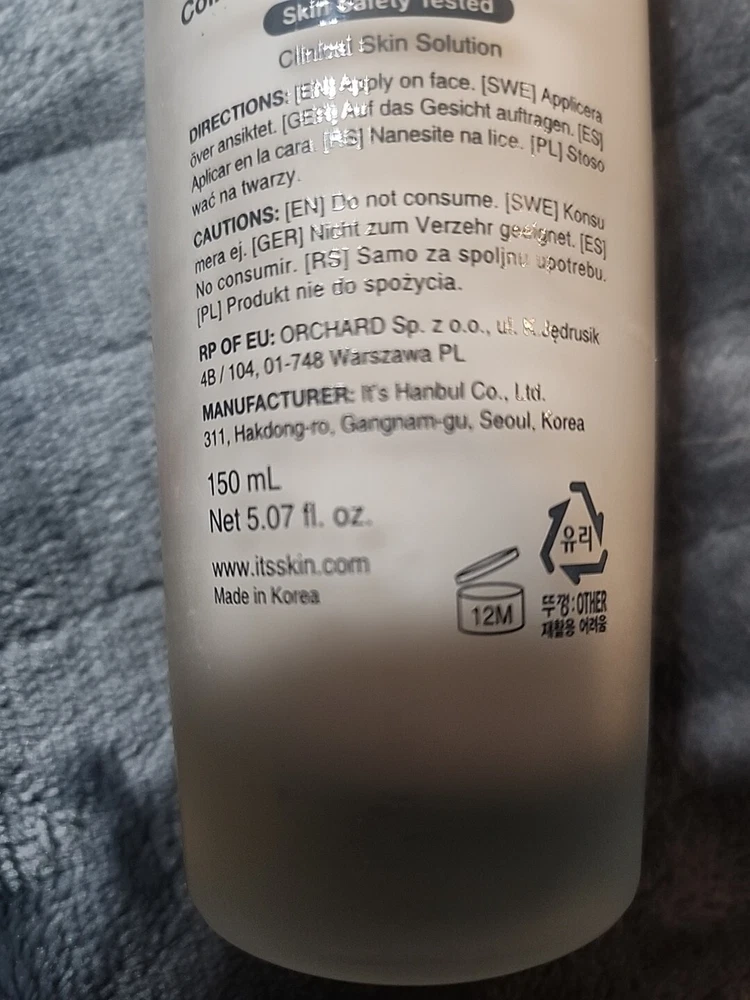 Skin Safety Tested
Clinical Skin Solution
DIRECTIONS: [EN] Apply on face. [SWE] Applicera
över ansiktet. [GER] Auf das Gesicht auftragen. [ES]
Aplicar en la cara. [RS] Nanesite na lice. [PL] Stoso
wać na twarzy.
CAUTIONS: [EN] Do not consume. [SWE] Konsu
mera ej. [GER] Nicht zum Verzehr geeignet. [ES]
No consumir. [RS] Samo za spoljnu upotrebu.
[PL] Produkt nie do spożycia.
RP OF EU: ORCHARD Sp. z o.o., ul. K. Jędrusik
4B / 104, 01-748 Warszawa PL
MANUFACTURER: It's Hanbul Co., Ltd.
311, Hakdong-ro, Gangnam-gu, Seoul, Korea
150 mL
Net 5.07 fl. oz.
www.itsskin.com
Made in Korea
12M
유리
뚜껑:OTHER
재활용 어려움